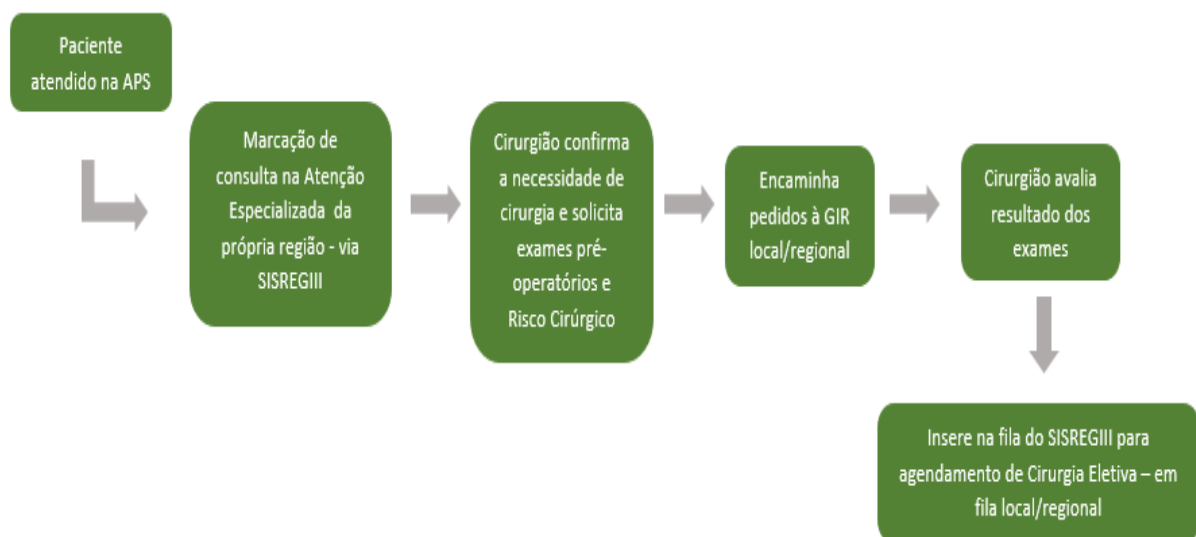 Paciente
atendido na APS
Marcação de
consulta na Atenção
Especializada da
própria região - via
SISREGIII
Cirurgião confirma
a necessidade de
cirurgia e solicita
exames pré-
operatórios e
Risco Cirúrgico
Encaminha
pedidos à GIR
local/regional
Cirurgião avalia
resultado dos
exames
Insere na fila do SISREGIII para
agendamento de Cirurgia Eletiva – em
fila local/regional